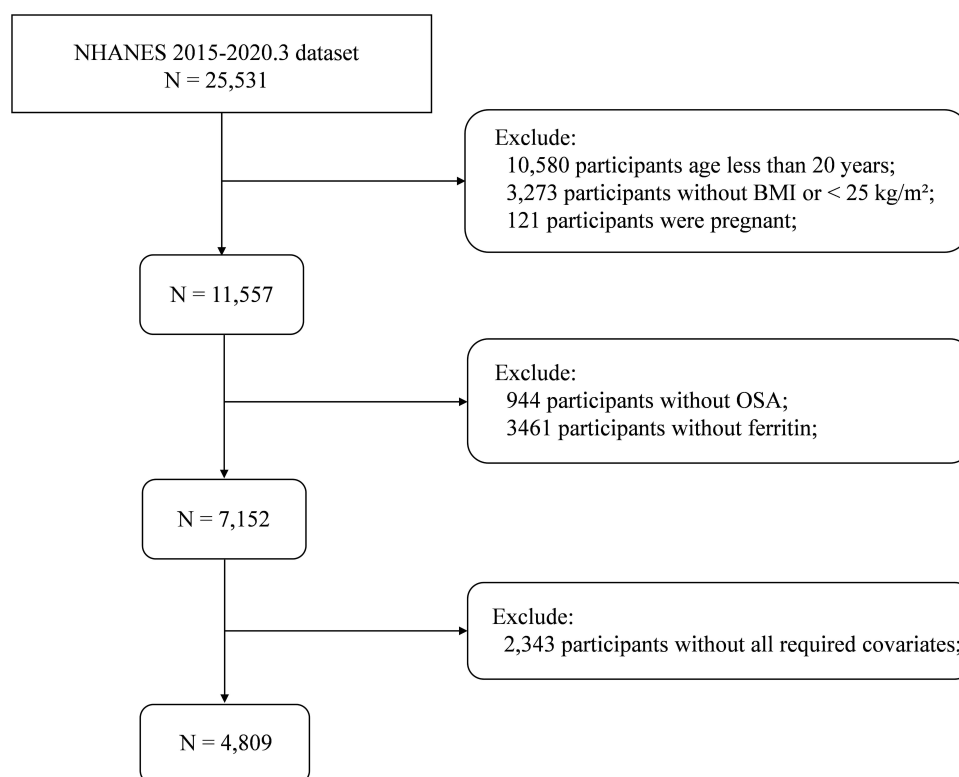 NHANES 2015-2020.3 dataset
N = 25,531
Exclude:
10,580 participants age less than 20 years;
3,273 participants without BMI or < 25 kg/m²;
121 participants were pregnant;
N = 11,557
Exclude:
944 participants without OSA;
3461 participants without ferritin;
N = 7,152
Exclude:
2,343 participants without all required covariates;
N = 4,809